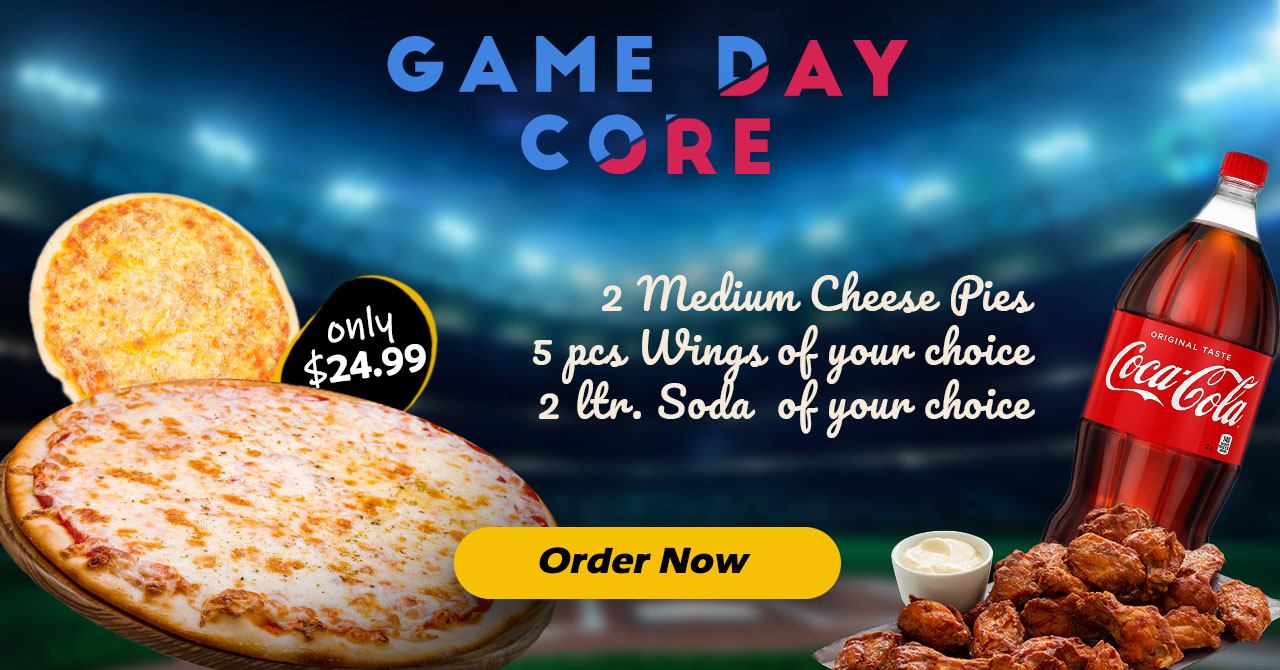 GAME DAY
CORE
only
$24.99
2 Medium Cheese Pies
5 pcs Wings of your choice
2 ltr. Soda of your choice
ORIGINAL TASTE
Coca-Cola
Order Now